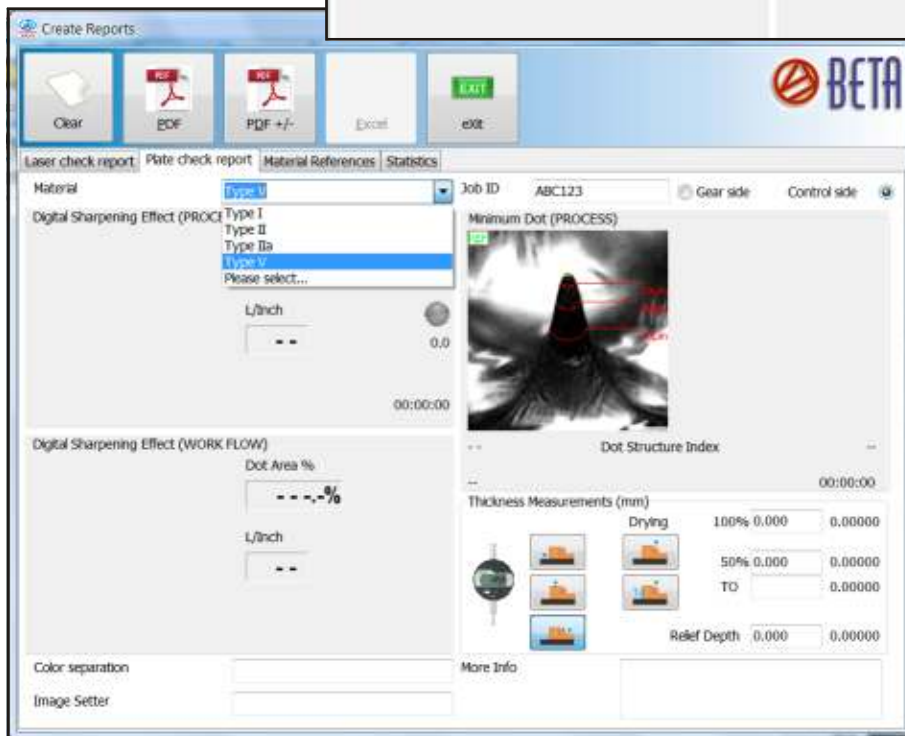 Create Reports
Clear
PDF
PDF +/-
Excel
EXIT
eXit
BETA
Laser check report
Plate check report
Material References
Statistics
Material
Type V
Job ID
ABC123
Gear side
Control side
Digital Sharpening Effect (PROCE
Type I
Type II
Type IIa
Type V
Please select...
Minimum Dot (PROCESS)
L/Inch
- -
0.0
00:00:00
Digital Sharpening Effect (WORK FLOW)
Dot Area %
- - -.-%
L/Inch
- -
- - Dot Structure Index --
--
00:00:00
Thickness Measurements (mm)
Drying
100% 0.000 0.00000
50% 0.000 0.00000
TO 0.00000
Relief Depth 0.000 0.00000
Color separation
Image Setter
More Info